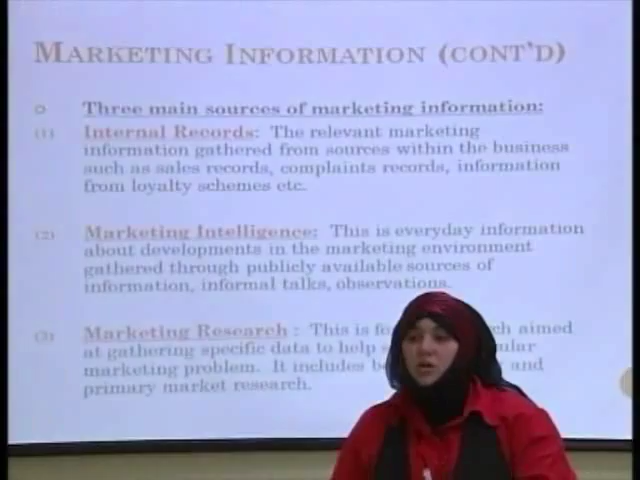 MARKETING INFORMATION (CONT'D)
Three main sources of marketing information:
(1) Internal Records: The relevant marketing
information gathered from sources within the business
such as sales records, complaints records, information
from loyalty schemes etc.
(2) Marketing Intelligence: This is everyday information
about developments in the marketing environment
gathered through publicly available sources of
information, informal talks, observations.
(3) Marketing Research : This is aimed
at gathering specific data to help
marketing problem. It includes and
primary market research.